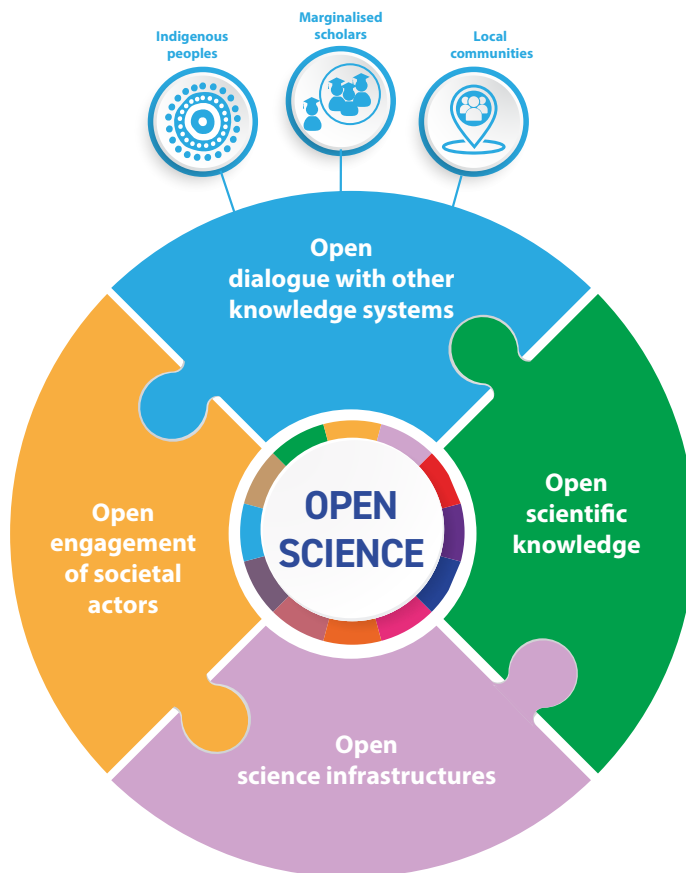 Indigenous
peoples
Marginalised
scholars
Local
communities
Open
dialogue with other
knowledge systems
Open
engagement
of societal
actors
OPEN
SCIENCE
Open
scientific
knowledge
Open
science infrastructures